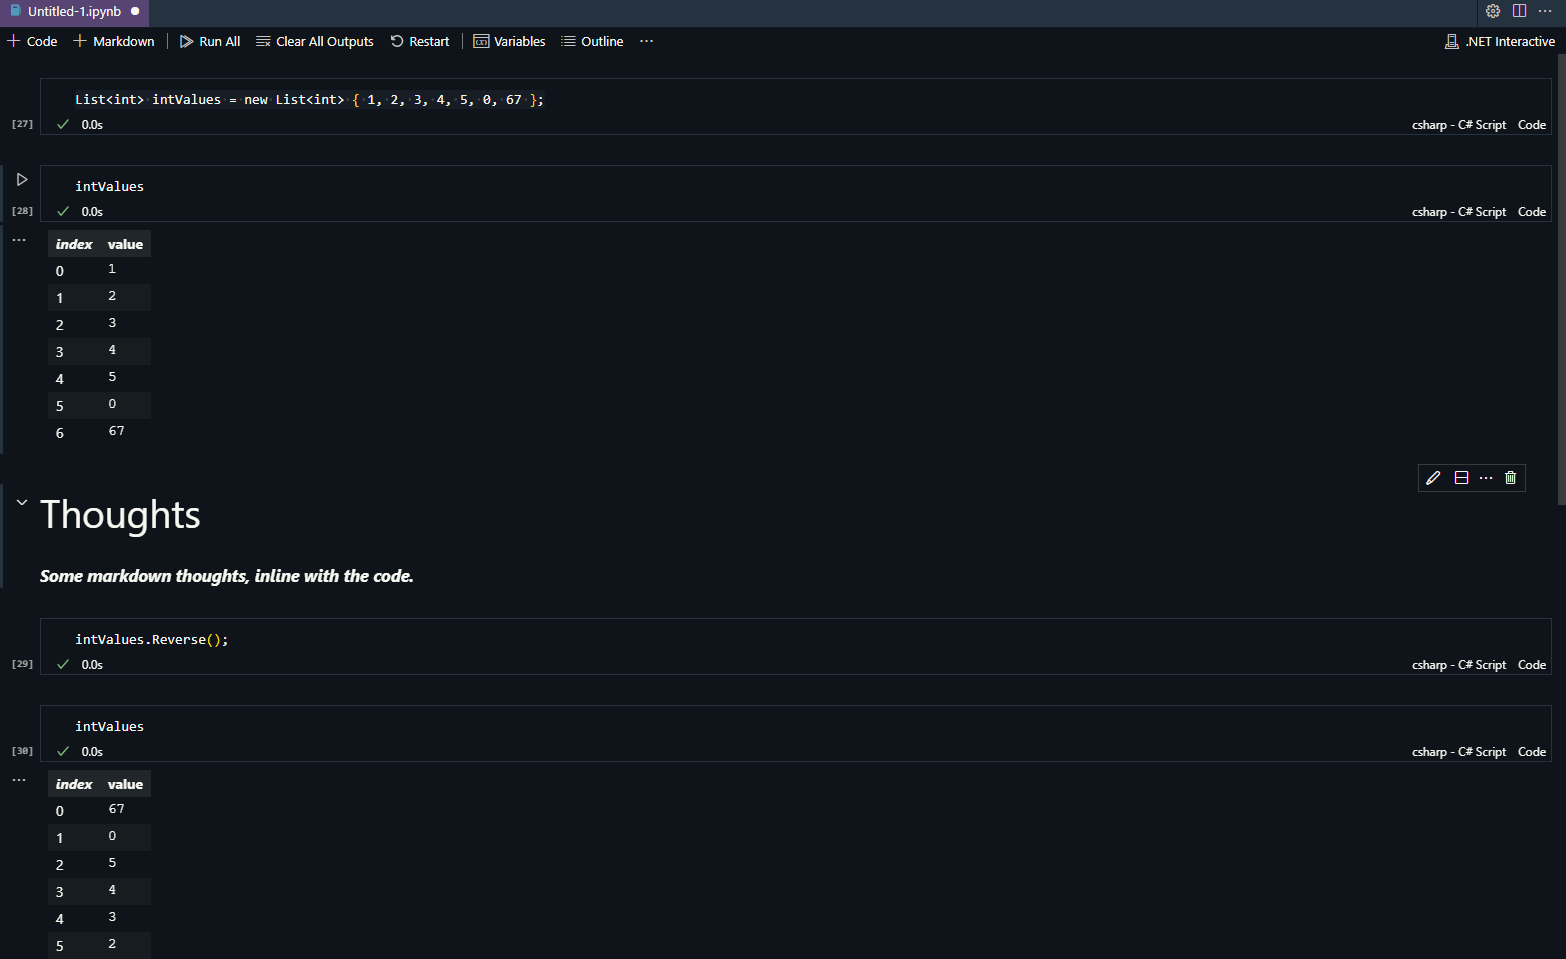 Untitled-1.ipynb
Code Markdown Run All Clear All Outputs Restart Variables Outline ... .NET Interactive
List<int> intValues = new List<int> { 1, 2, 3, 4, 5, 0, 67 };
[27] 0.0s csharp - C# Script Code
intValues
[28] 0.0s csharp - C# Script Code
index value
0 1
1 2
2 3
3 4
4 5
5 0
6 67
Thoughts
Some markdown thoughts, inline with the code.
intValues.Reverse();
[29] 0.0s csharp - C# Script Code
intValues
[30] 0.0s csharp - C# Script Code
index value
0 67
1 0
2 5
3 4
4 3
5 2